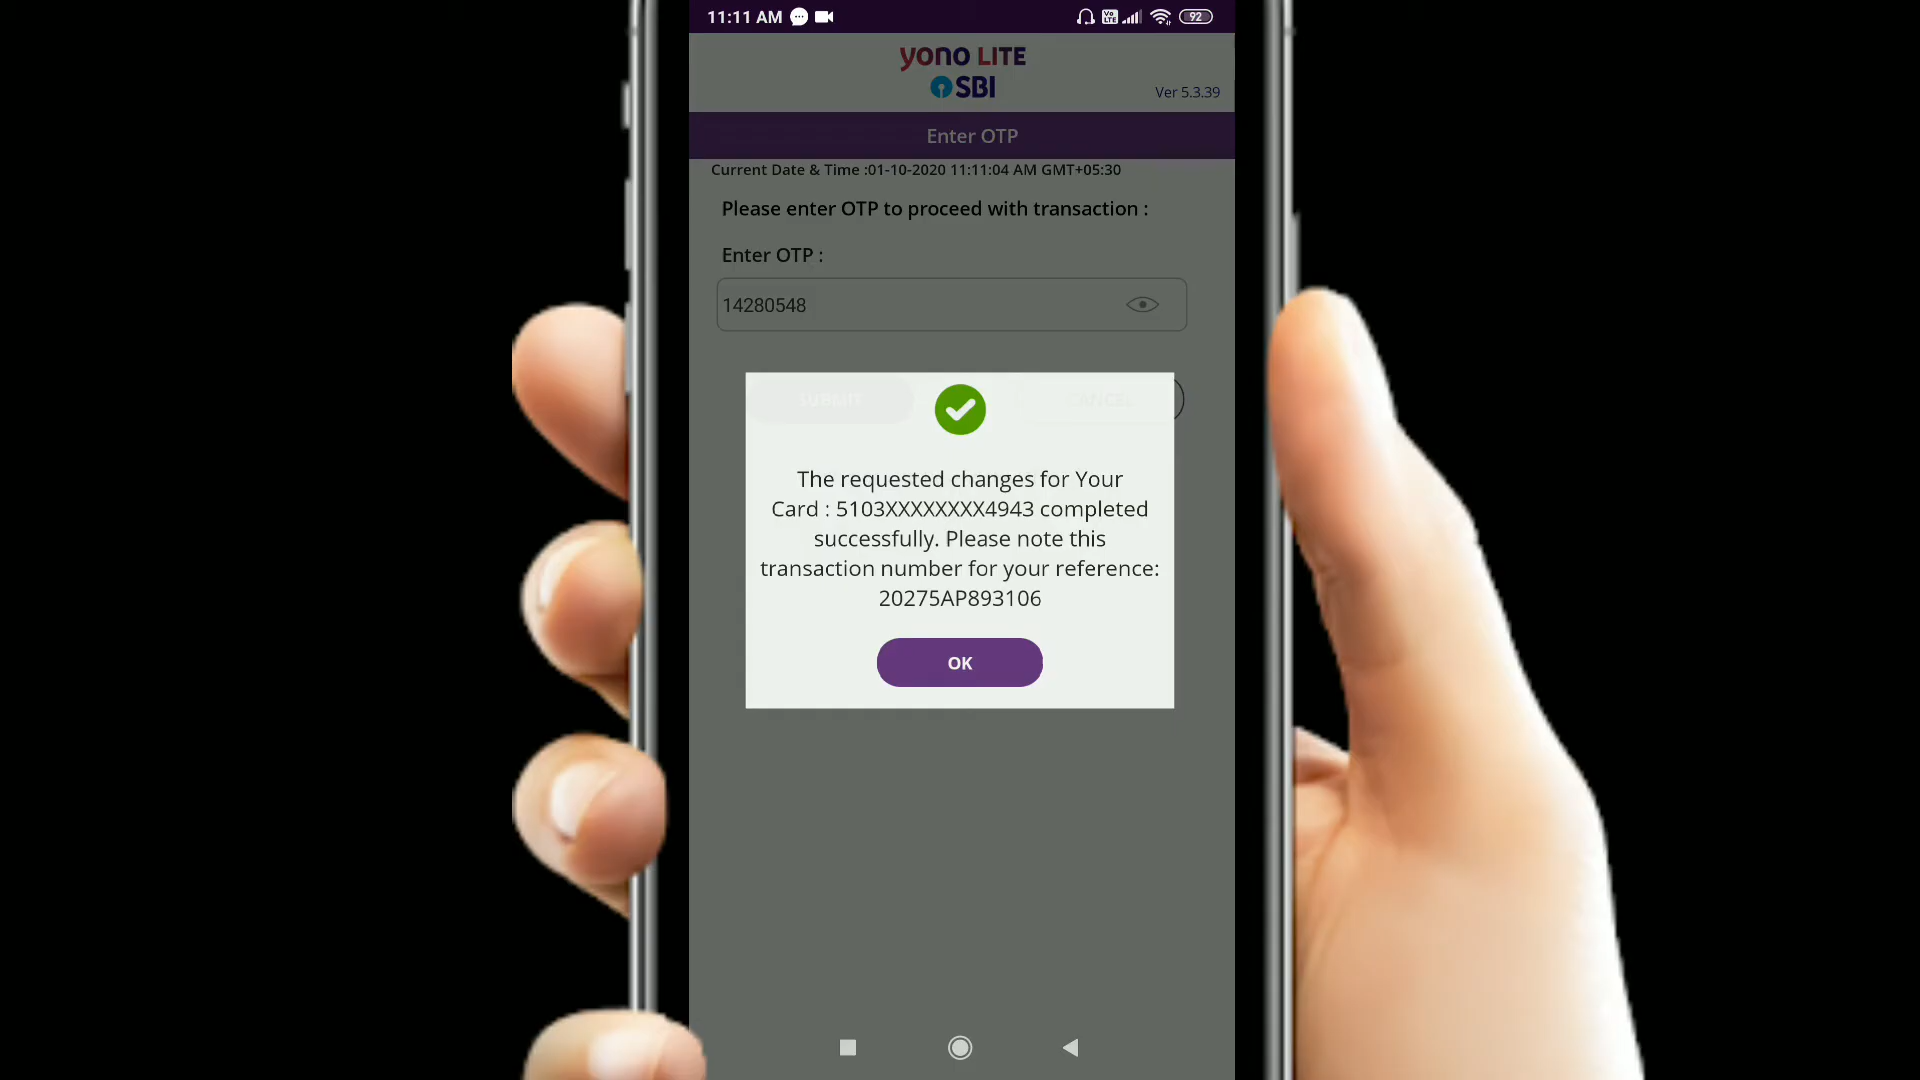 11:11 AM
Vo
LTE
92
yono LITE
SBI
Ver 5.3.39
Enter OTP
Current Date & Time :01-10-2020 11:11:04 AM GMT+05:30
Please enter OTP to proceed with transaction :
Enter OTP :
14280548
SUBMIT
CANCEL
The requested changes for Your
Card : 5103XXXXXXXX4943 completed
successfully. Please note this
transaction number for your reference:
20275AP893106
OK